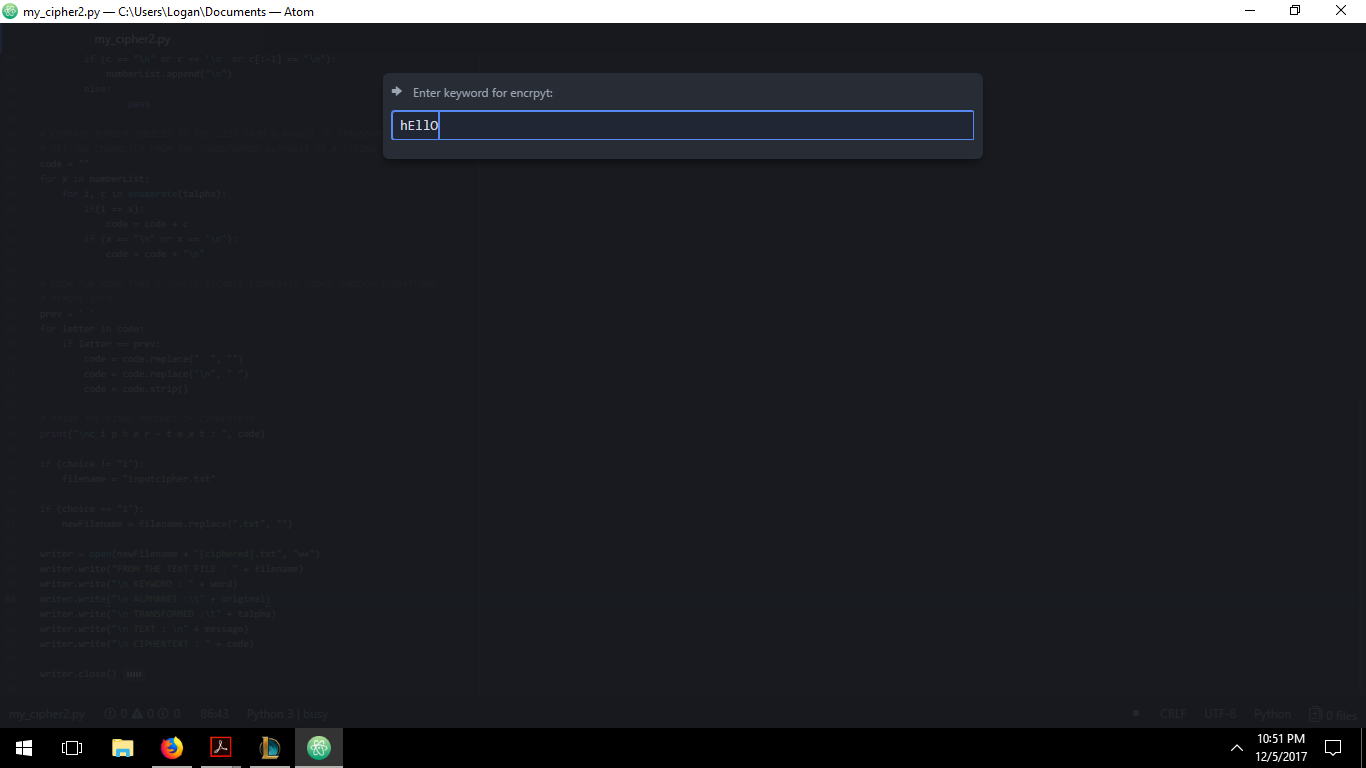 my_cipher2.py — C:\Users\Logan\Documents — Atom
my_cipher2.py
if (c == "\n" or c == '\n' or c[:-1] == "\n"):
numberList.append("\n")
else:
pass
Enter keyword for encrpyt:
hEllO
code = ""
for x in numberList:
for i, c in enumerate(talpha):
if(i == x):
code = code + c
if (x == "\n" or x == '\n'):
code = code + "\n"
prev = ' '
for letter in code:
if letter == prev:
code = code.replace("  ", "")
code = code.replace("\n", " ")
code = code.strip()
print("\nc i p h e r - t e x t : ", code)
if (choice != "1"):
filename = "inputcipher.txt"
if (choice == "1"):
newFilename = filename.replace(".txt", "")
writer = open(newFilename + "[ciphered].txt", "w+")
writer.write("FROM THE TEXT FILE : " + filename)
writer.write("\n KEYWORD : " + word)
writer.write("\n ALPHABET :\t" + original)
writer.write("\n TRANSFORMED :\t" + talpha)
writer.write("\n TEXT : \n" + message)
writer.write("\n CIPHERTEXT : " + code)
writer.close()
my_cipher2.py 0 0 0 86:43 Python 3 | busy CRLF UTF-8 Python 0 files
10:51 PM
12/5/2017